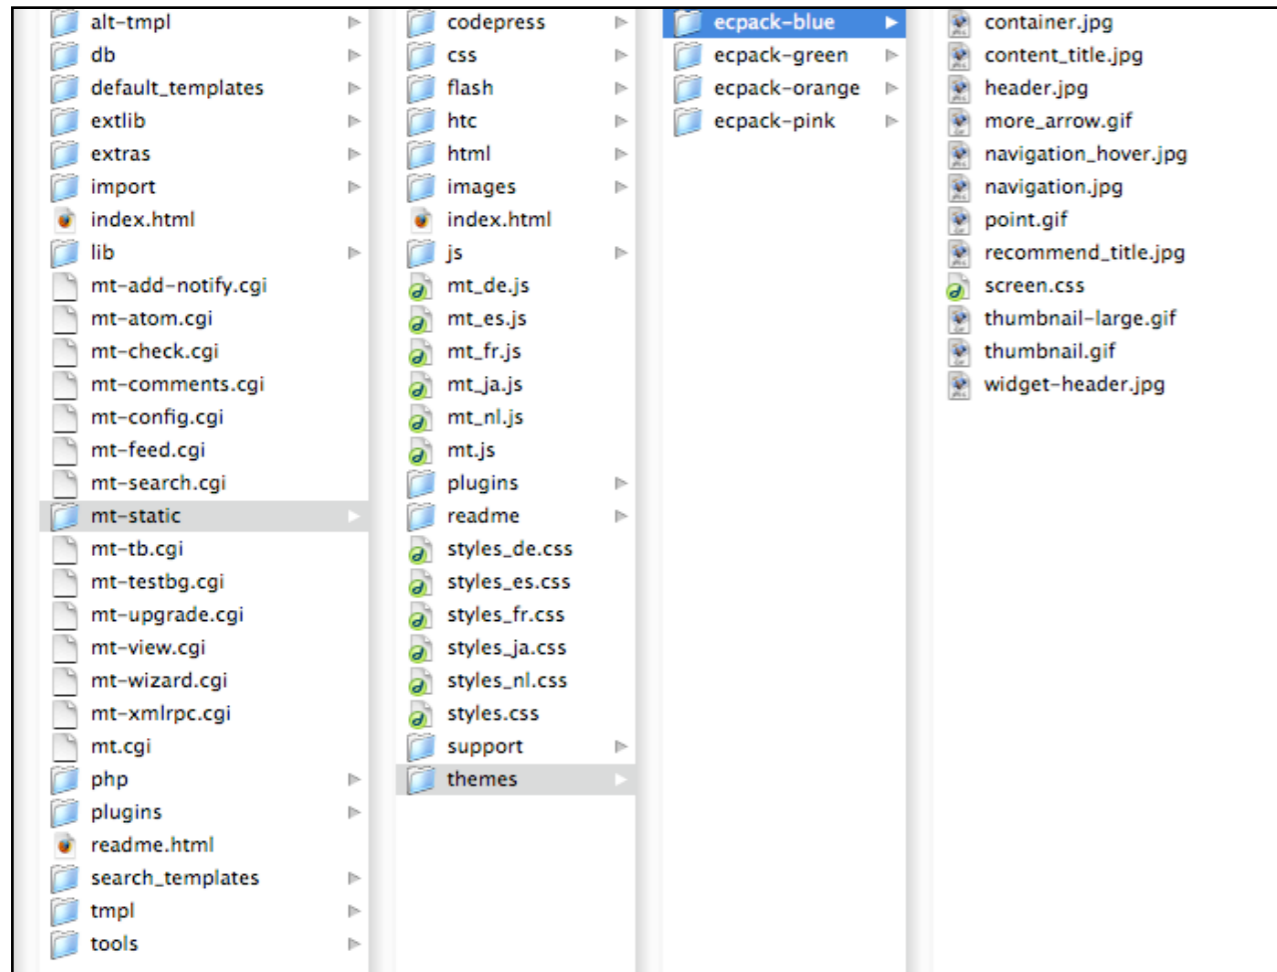 alt-tmpl
db
default_templates
extlib
extras
import
index.html
lib
mt-add-notify.cgi
mt-atom.cgi
mt-check.cgi
mt-comments.cgi
mt-config.cgi
mt-feed.cgi
mt-search.cgi
mt-static
mt-tb.cgi
mt-testbg.cgi
mt-upgrade.cgi
mt-view.cgi
mt-wizard.cgi
mt-xmlrpc.cgi
mt.cgi
php
plugins
readme.html
search_templates
tmpl
tools
codepress
css
flash
htc
html
images
index.html
js
mt_de.js
mt_es.js
mt_fr.js
mt_ja.js
mt_nl.js
mt.js
plugins
readme
styles_de.css
styles_es.css
styles_fr.css
styles_ja.css
styles_nl.css
styles.css
support
themes
ecpack-blue
ecpack-green
ecpack-orange
ecpack-pink
container.jpg
content_title.jpg
header.jpg
more_arrow.gif
navigation_hover.jpg
navigation.jpg
point.gif
recommend_title.jpg
screen.css
thumbnail-large.gif
thumbnail.gif
widget-header.jpg